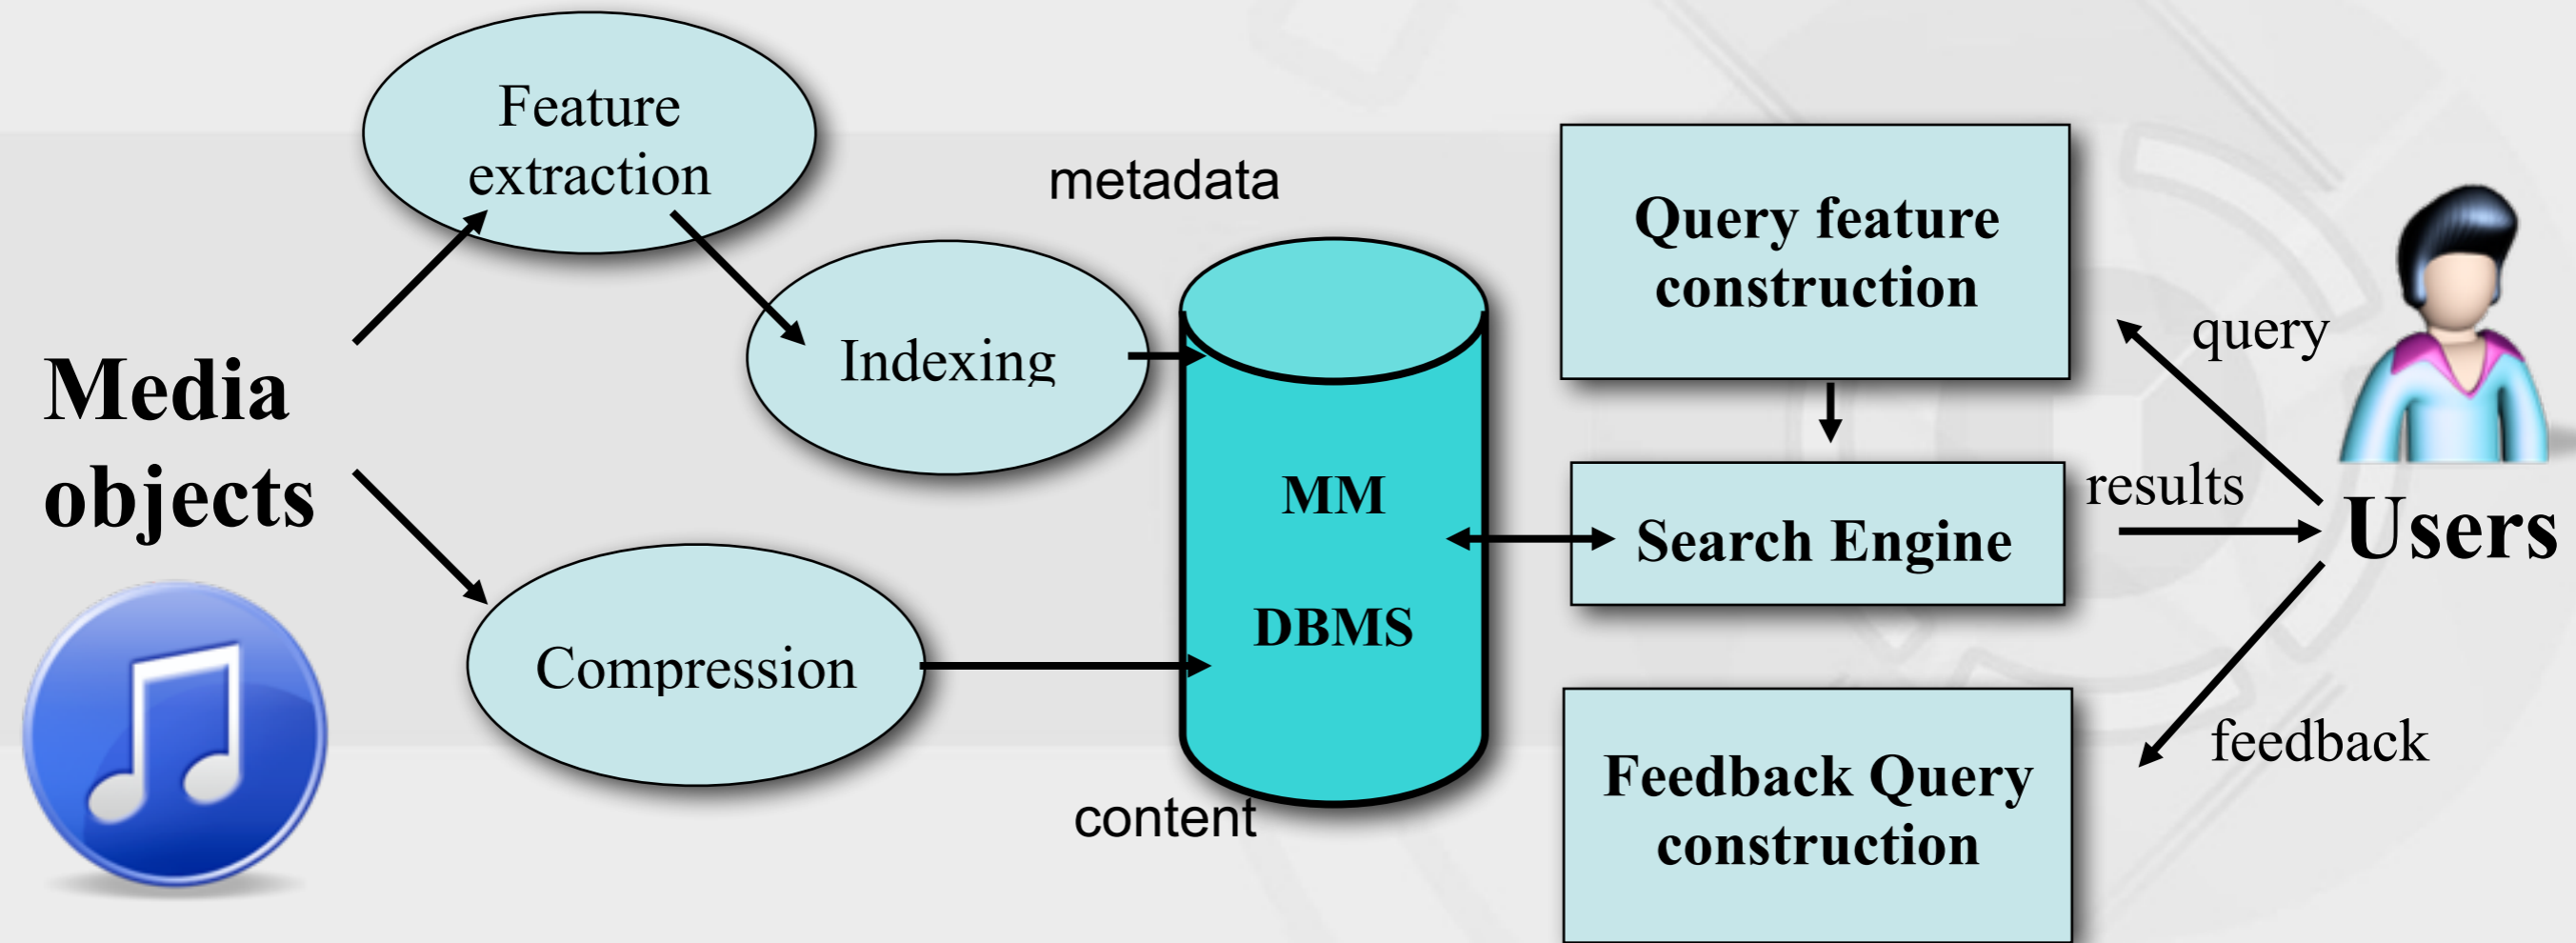 Feature
extraction
metadata
Indexing
Media
objects
Compression
content
MM
DBMS
Query feature
construction
query
Search Engine
results
Users
Feedback Query
construction
feedback